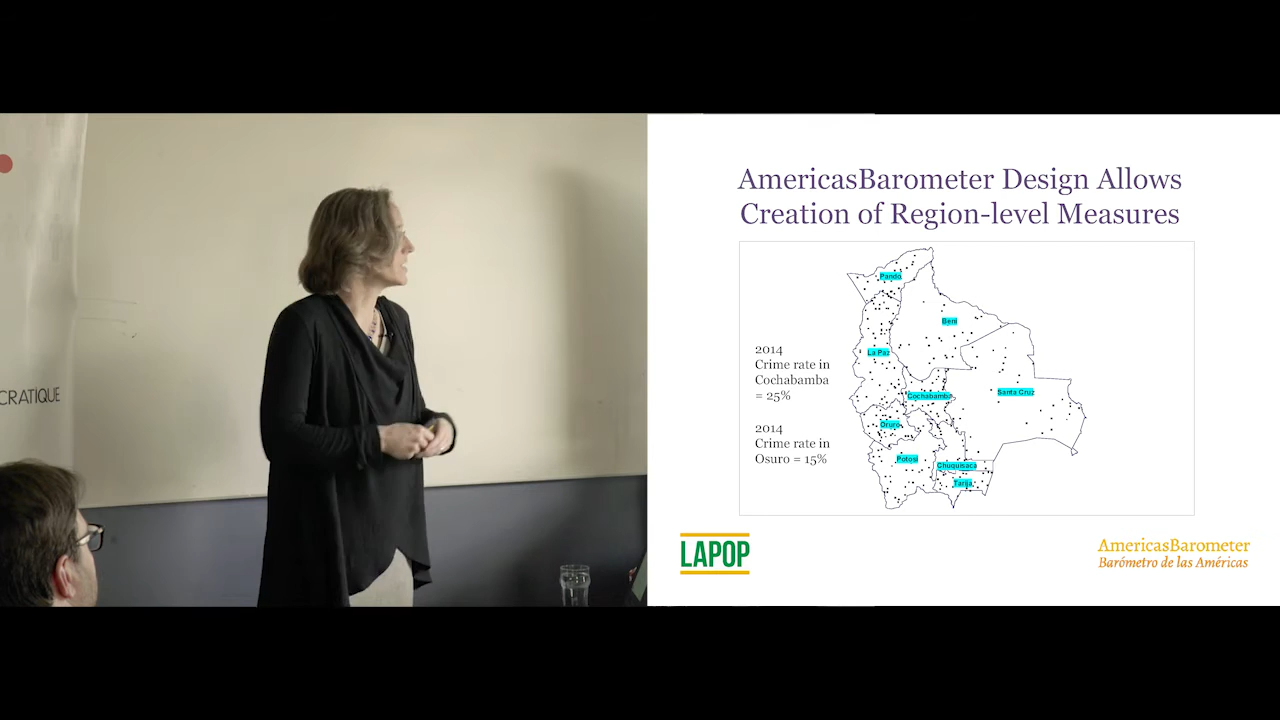 CRATIQUE
AmericasBarometer Design Allows
Creation of Region-level Measures
Pando
Beni
La Paz
2014
Crime rate in
Cochabamba
= 25%
Cochabamba
Santa Cruz
Oruro
2014
Crime rate in
Osuro = 15%
Potosi
Chuquisaca
Tarija
LAPOP
AmericasBarometer
Barómetro de las Américas